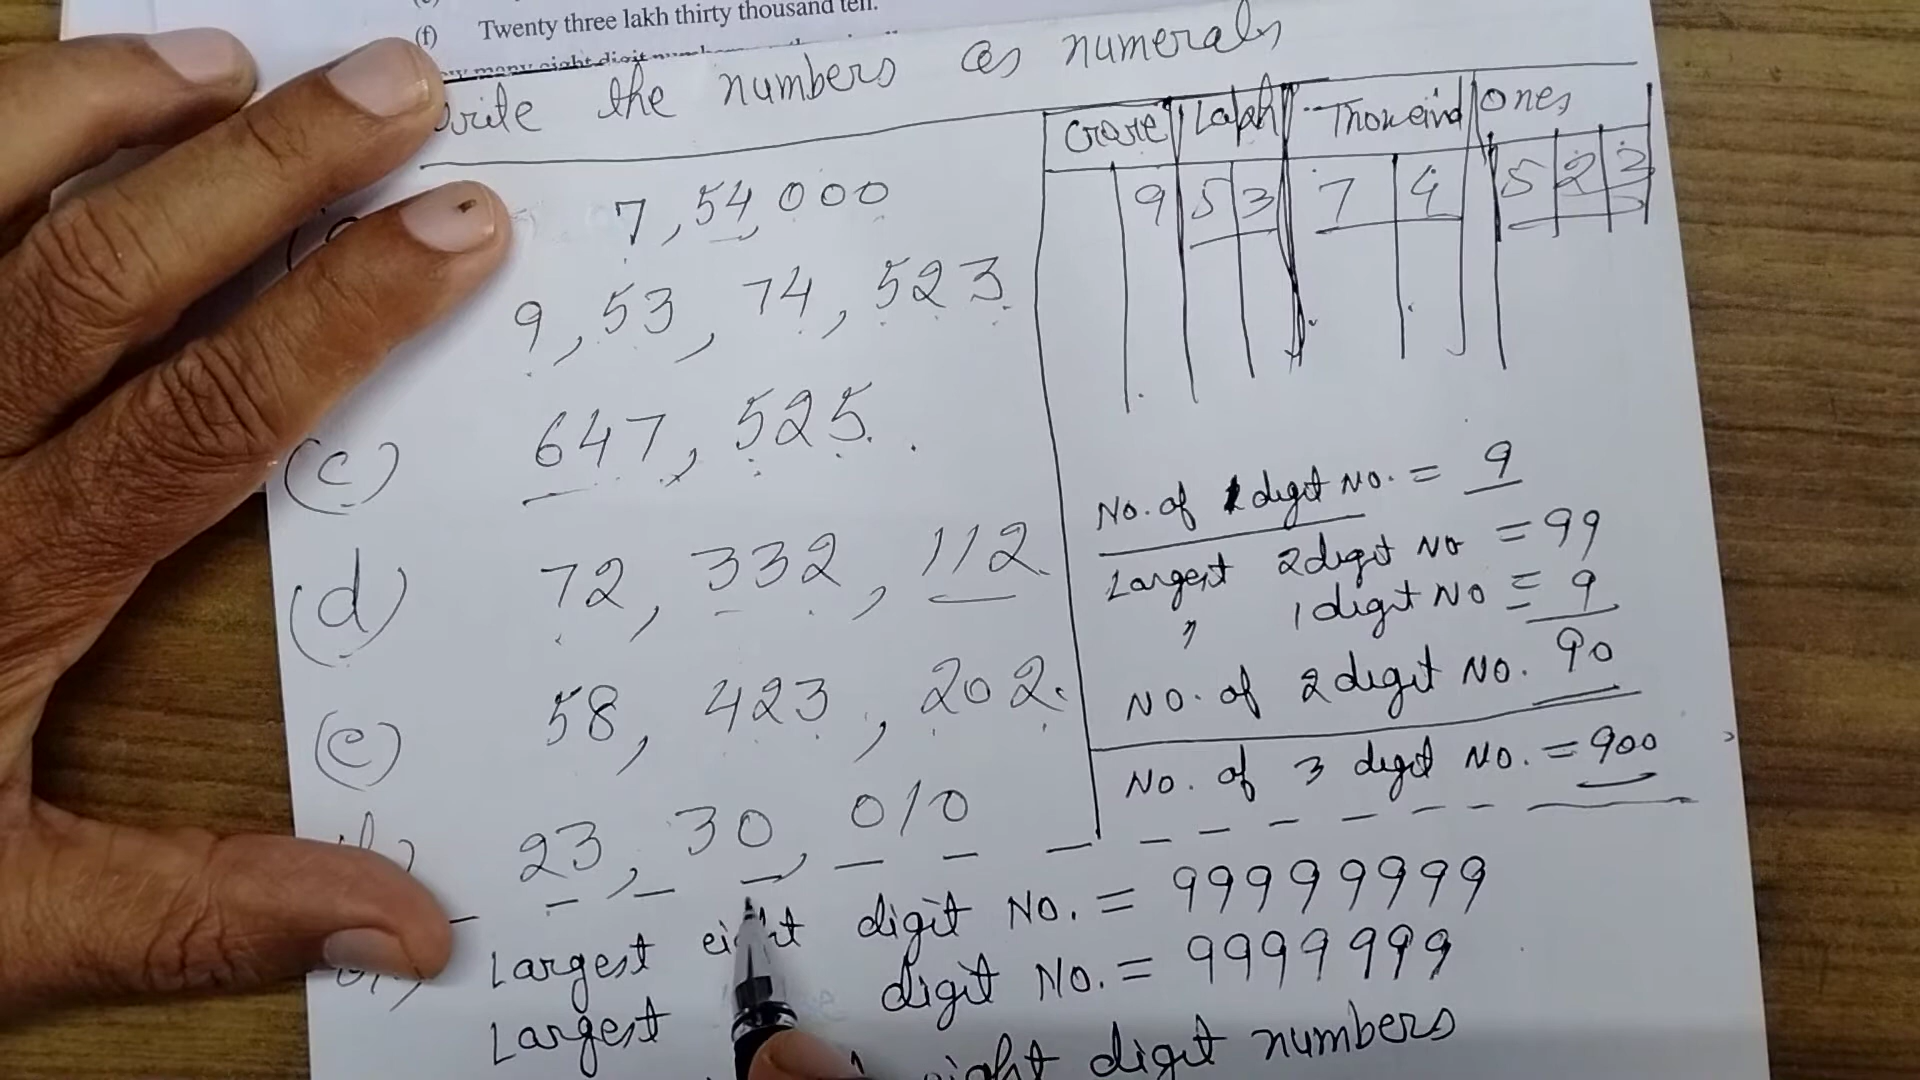 (f) Twenty three lakh thirty thousand ten.
many eight digit
the numbers as numerals
7,54,000
9,53,74,523
(c) 647,525.
(d) 72,332,112.
(e) 58,423,202.
23,30,010
Largest eight digit No. = 99999999
Largest digit No. = 9999999
eight digit numbers
Lakh Ones
9 5 3 7 4 5 2 3
No. of 1 digit No. = 9
Largest 2 digit No = 99
" 1 digit No = 9
No. of 2 digit No. 90
No. of 3 digit No. = 900